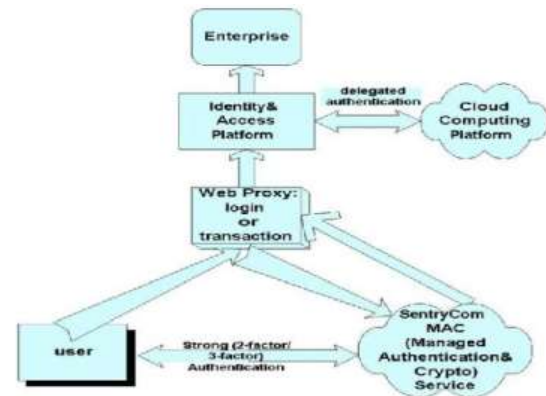 Enterprise
Identity&
Access
Platform
delegated
authentication
Cloud
Computing
Platform
Web Proxy:
login
or
transaction
user
Strong (2-factor/
3-factor)
Authentication
SentryCom
MAC
(Managed
Authentication&
Crypto)
Service